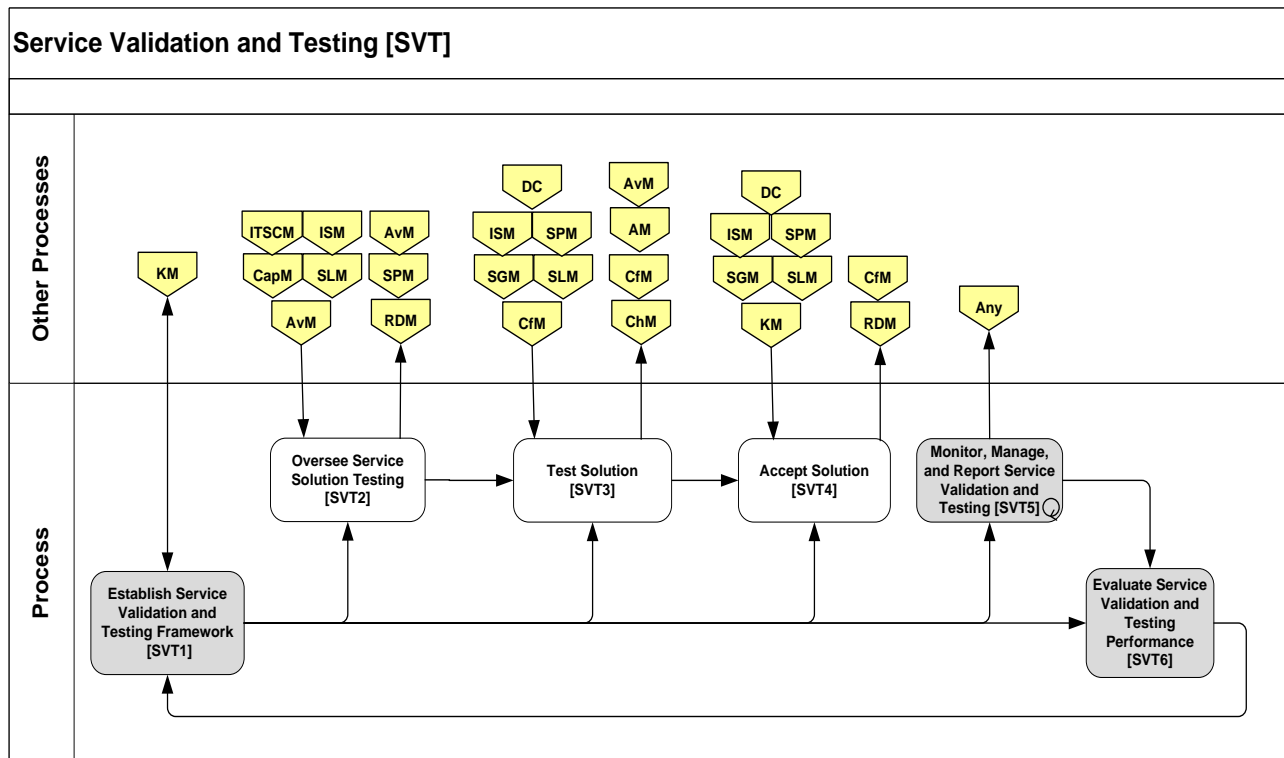 Service Validation and Testing [SVT]
Other Processes
KM
ITSCM
ISM
CapM
SLM
AvM
AvM
SPM
RDM
DC
ISM
SPM
SGM
SLM
CfM
AvM
AM
CfM
ChM
DC
ISM
SPM
SGM
SLM
KM
CfM
RDM
Any
Process
Establish Service
Validation and
Testing Framework
[SVT1]
Oversee Service
Solution Testing
[SVT2]
Test Solution
[SVT3]
Accept Solution
[SVT4]
Monitor, Manage,
and Report Service
Validation and
Testing [SVT5]
Evaluate Service
Validation and
Testing
Performance
[SVT6]